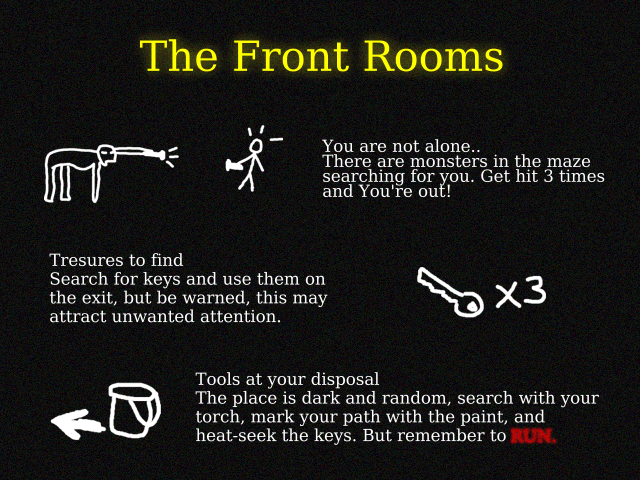 The Front Rooms
You are not alone..
There are monsters in the maze
searching for you. Get hit 3 times
and You're out!
Tresures to find
Search for keys and use them on
the exit, but be warned, this may
attract unwanted attention.
x3
Tools at your disposal
The place is dark and random, search with your
torch, mark your path with the paint, and
heat-seek the keys. But remember to RUN.